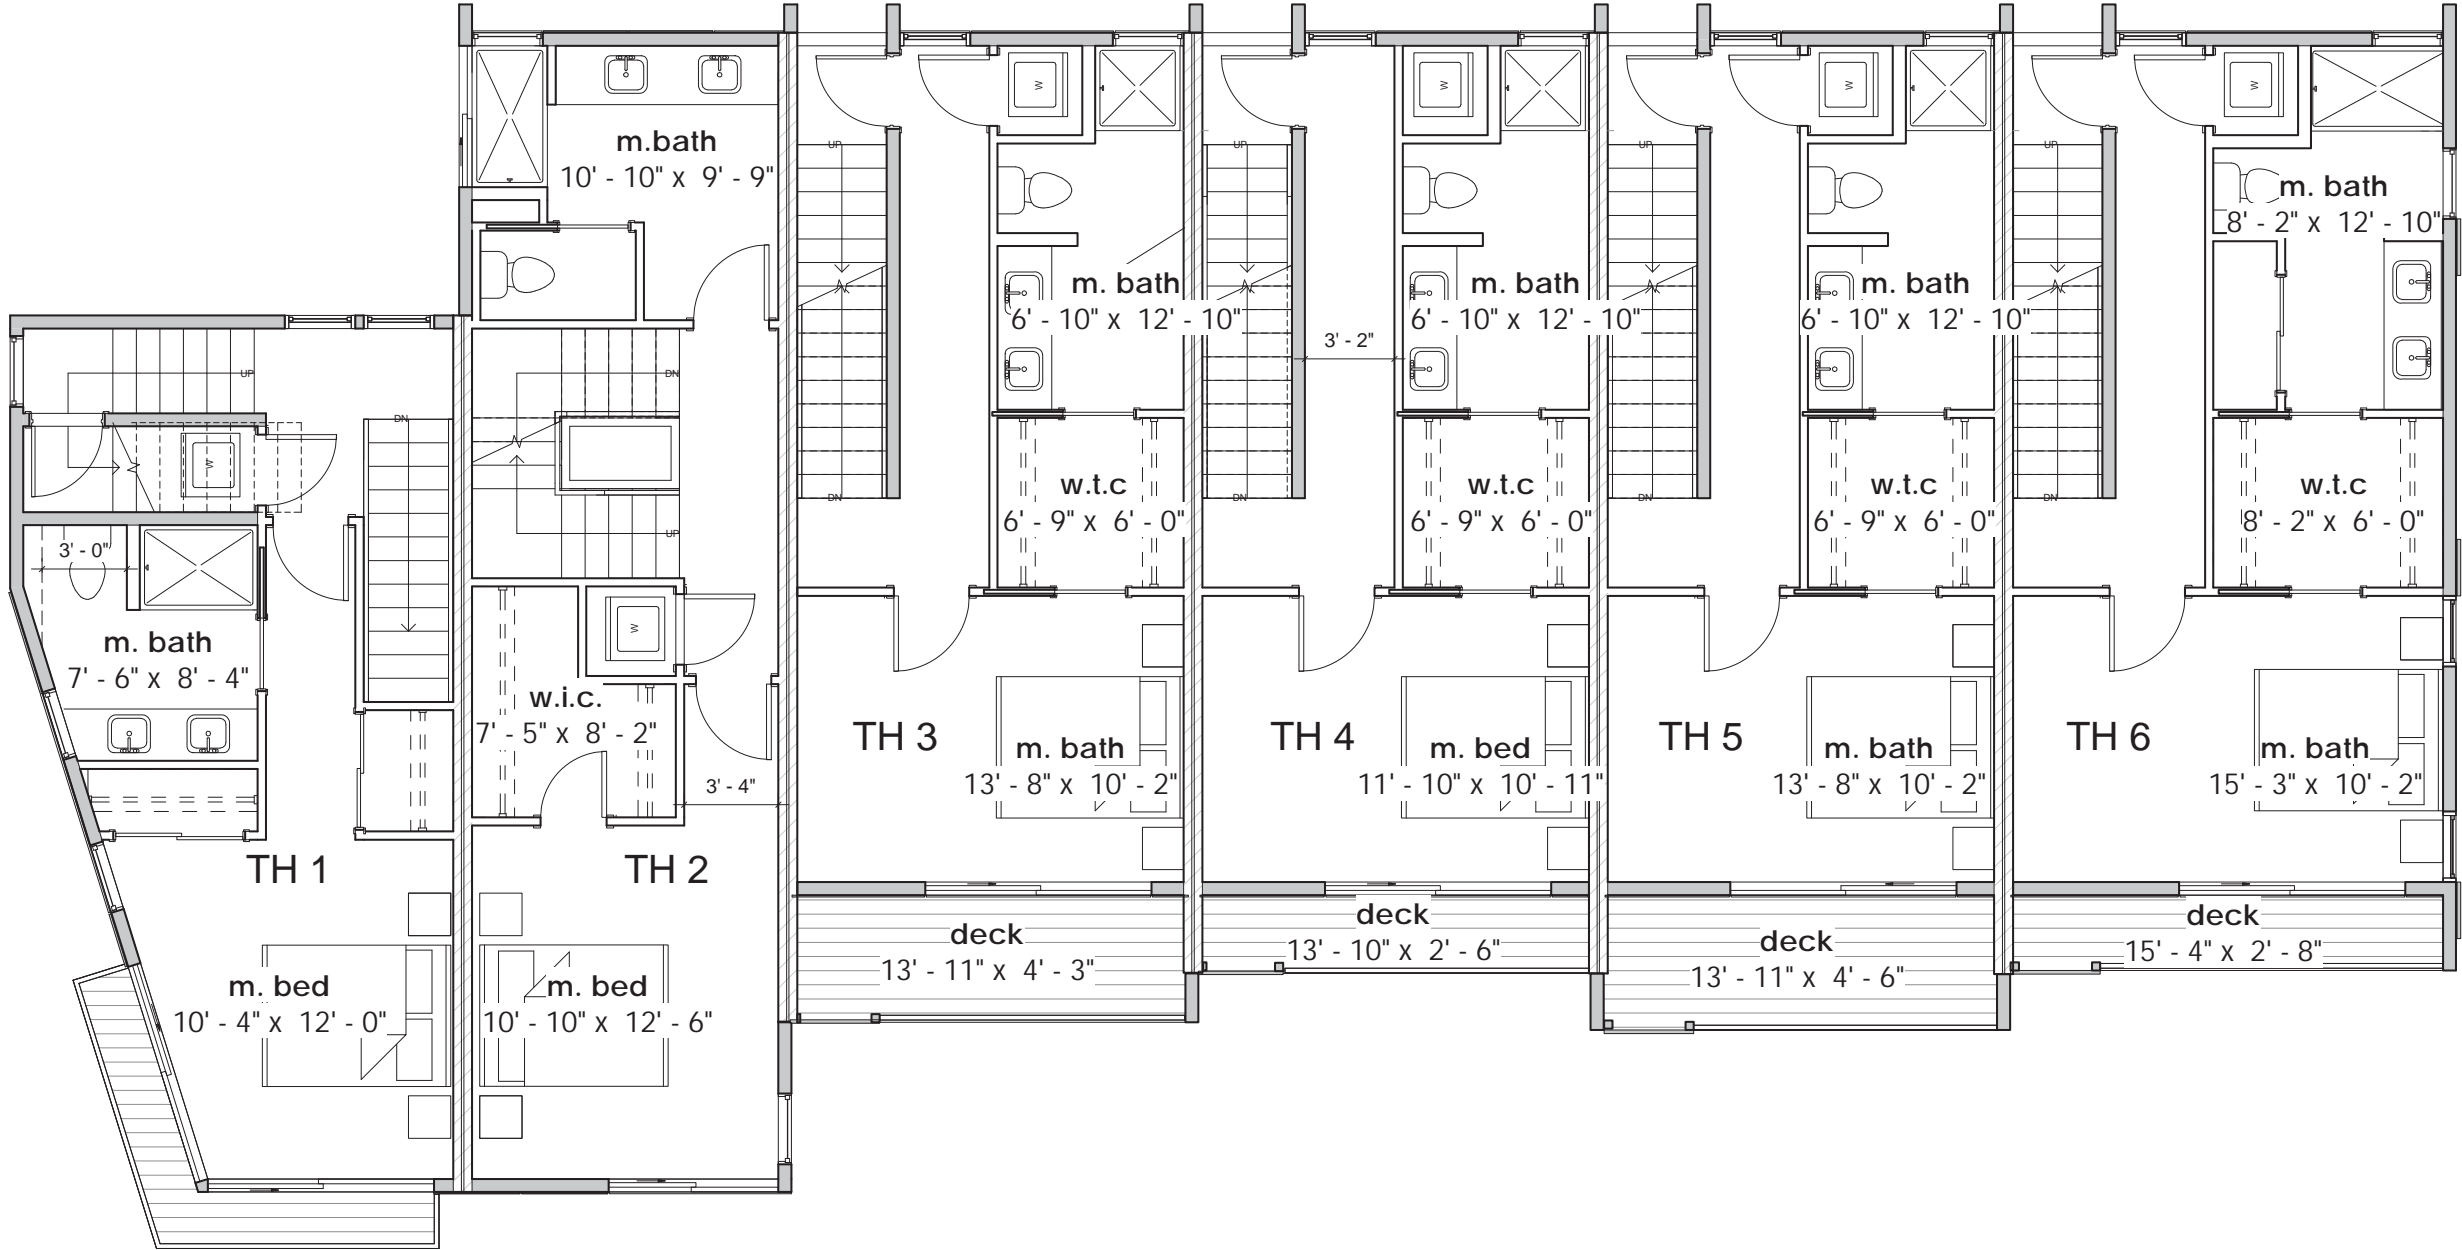 m.bath
10' - 10" x 9' - 9"
W
UP
W
UP
W
UP
W
UP
W
m. bath
8' - 2" x 12' - 10"
m. bath
6' - 10" x 12' - 10"
m. bath
6' - 10" x 12' - 10"
m. bath
6' - 10" x 12' - 10"
3' - 2"
UP
DN
DN
W
w.t.c
6' - 9" x 6' - 0"
w.t.c
6' - 9" x 6' - 0"
w.t.c
6' - 9" x 6' - 0"
w.t.c
8' - 2" x 6' - 0"
DN
DN
DN
DN
UP
3' - 0"
m. bath
7' - 6" x 8' - 4"
W
w.i.c.
7' - 5" x 8' - 2"
3' - 4"
TH 3
m. bath
13' - 8" x 10' - 2"
TH 4
m. bed
11' - 10" x 10' - 11"
TH 5
m. bath
13' - 8" x 10' - 2"
TH 6
m. bath
15' - 3" x 10' - 2"
TH 1
TH 2
deck
13' - 11" x 4' - 3"
deck
13' - 10" x 2' - 6"
deck
13' - 11" x 4' - 6"
deck
15' - 4" x 2' - 8"
m. bed
10' - 4" x 12' - 0"
m. bed
10' - 10" x 12' - 6"